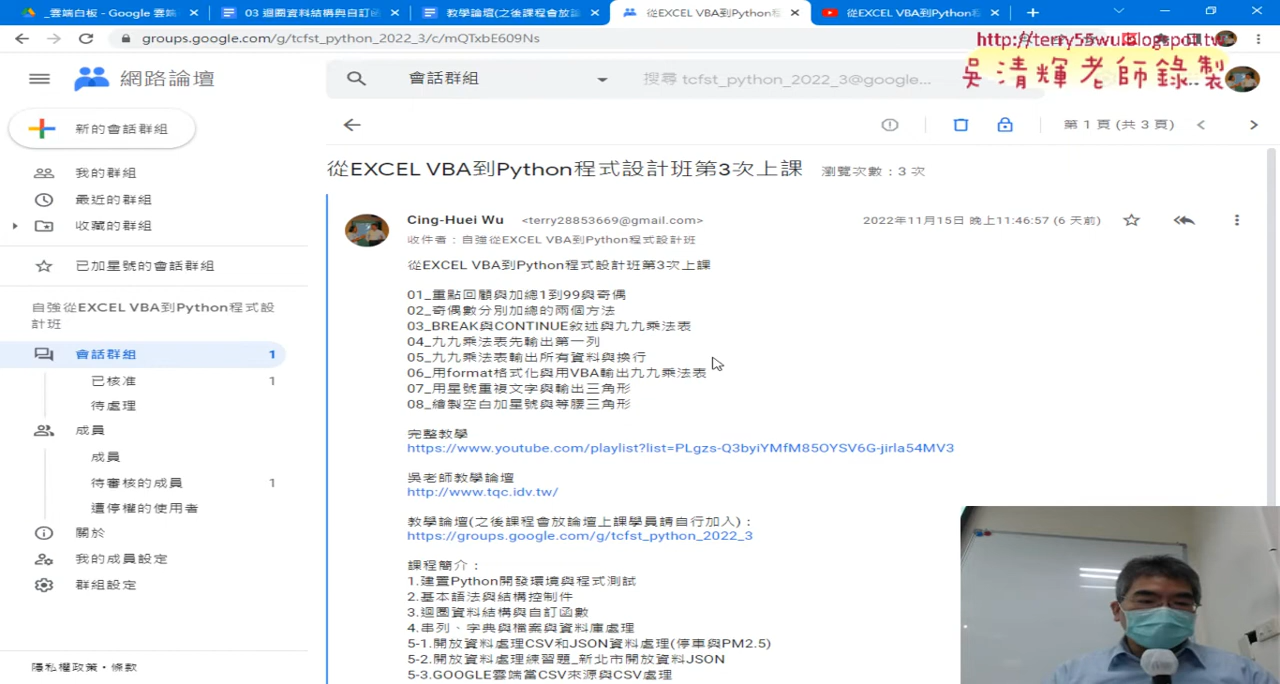 _雲端白板 - Google 雲端
03 迴圈資料結構與自訂函
教學論壇(之後課程會放論
從EXCEL VBA到Python程
從EXCEL VBA到Python程
groups.google.com/g/tcfst_python_2022_3/c/mQTxbE609Ns
http://terry55wu.blogspot.tw
吳清輝老師錄製
網路論壇
會話群組
搜尋 tcfst_python_2022_3@google...
新的會話群組
第 1 頁 (共 3 頁)
我的群組
最近的群組
收藏的群組
已加星號的會話群組
自強從EXCEL VBA到Python程式設
計班
會話群組 1
已核准 1
待處理
成員
成員
待審核的成員 1
遭停權的使用者
關於
我的成員設定
群組設定
隱私權政策・條款
從EXCEL VBA到Python程式設計班第3次上課
瀏覽次數：3 次
Cing-Huei Wu <terry28853669@gmail.com>
2022年11月15日 晚上11:46:57 (6 天前)
收件者：自強從EXCEL VBA到Python程式設計班
從EXCEL VBA到Python程式設計班第3次上課
01_重點回顧與加總1到99與奇偶
02_奇偶數分別加總的兩個方法
03_BREAK與CONTINUE敘述與九九乘法表
04_九九乘法表先輸出第一列
05_九九乘法表輸出所有資料與換行
06_用format格式化與用VBA輸出九九乘法表
07_用星號重複文字與輸出三角形
08_繪製空白加星號與等腰三角形
完整教學
https://www.youtube.com/playlist?list=PLgzs-Q3byiYMfM85OYSV6G-jirla54MV3
吳老師教學論壇
http://www.tqc.idv.tw/
教學論壇(之後課程會放論壇上課學員請自行加入)：
https://groups.google.com/g/tcfst_python_2022_3
課程簡介：
1.建置Python開發環境與程式測試
2.基本語法與結構控制件
3.迴圈資料結構與自訂函數
4.串列、字典與檔案與資料庫處理
5-1.開放資料處理CSV和JSON資料處理(停車與PM2.5)
5-2.開放資料處理練習題_新北市開放資料JSON
5-3.GOOGLE雲端當CSV來源與CSV處理